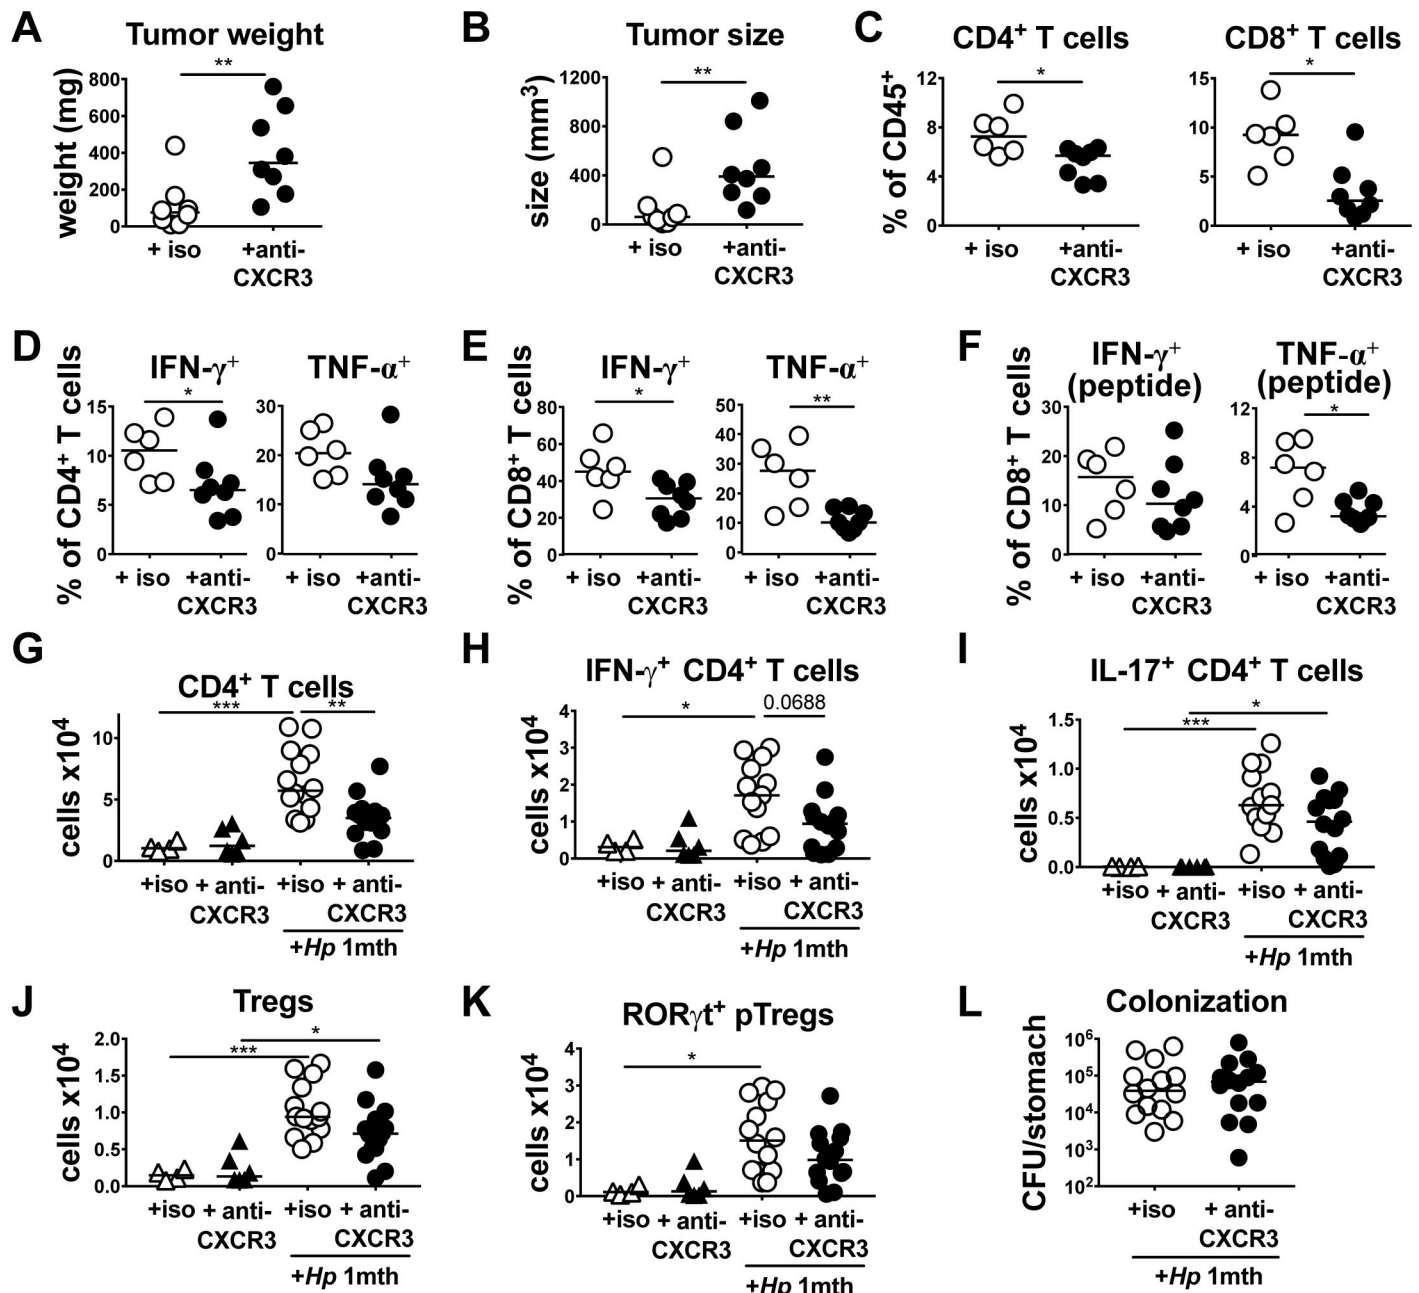 A
Tumor weight
**
weight (mg)
800
600
400
200
0
+ iso
+anti-
CXCR3
B
Tumor size
**
size (mm3)
1200
800
400
0
+ iso
+anti-
CXCR3
C
CD4+ T cells
*
% of CD45+
12
8
4
0
+ iso
+anti-
CXCR3
CD8+ T cells
*
15
10
5
0
+ iso
+anti-
CXCR3
D
IFN-γ+
*
% of CD4+ T cells
15
10
5
0
+ iso
+anti-
CXCR3
TNF-α+
30
20
10
0
+ iso
+anti-
CXCR3
E
IFN-γ+
*
% of CD8+ T cells
80
60
40
20
0
+ iso
+anti-
CXCR3
TNF-α+
**
50
40
30
20
10
0
+ iso
+anti-
CXCR3
F
IFN-γ+
(peptide)
% of CD8+ T cells
30
20
10
0
+ iso
+anti-
CXCR3
TNF-α+
(peptide)
*
12
8
4
0
+ iso
+anti-
CXCR3
G
CD4+ T cells
***
**
cells x104
10
5
0
+iso
+ anti-
CXCR3
+iso
+ anti-
CXCR3
+Hp 1mth
H
IFN-γ+ CD4+ T cells
*
0.0688
cells x104
4
3
2
1
0
+iso
+ anti-
CXCR3
+iso
+ anti-
CXCR3
+Hp 1mth
I
IL-17+ CD4+ T cells
*
***
cells x104
1.5
1.0
0.5
0.0
+iso
+ anti-
CXCR3
+iso
+ anti-
CXCR3
+Hp 1mth
J
Tregs
*
***
cells x104
2.0
1.5
1.0
0.5
0.0
+iso
+ anti-
CXCR3
+iso
+ anti-
CXCR3
+Hp 1mth
K
RORγt+ pTregs
*
cells x104
4
3
2
1
0
+iso
+ anti-
CXCR3
+iso
+ anti-
CXCR3
+Hp 1mth
L
Colonization
CFU/stomach
106
105
104
103
102
+iso
+ anti-
CXCR3
+Hp 1mth